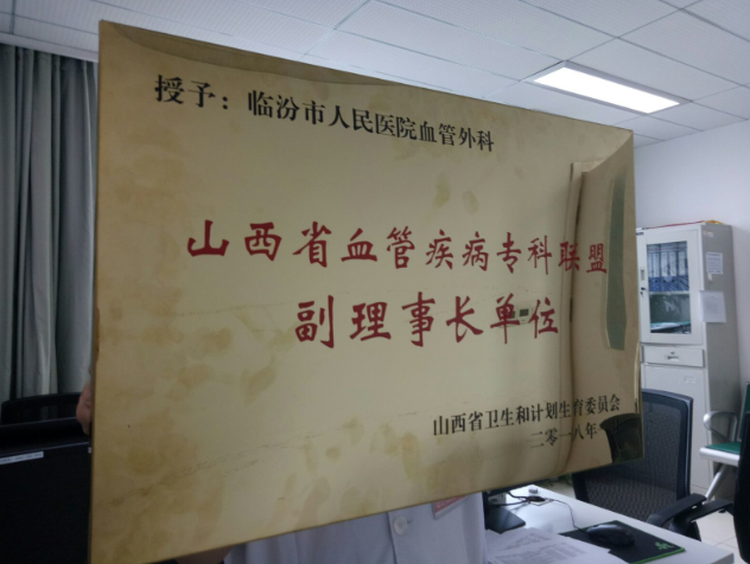 授予：临汾市人民医院血管外科
山西省血管疾病专科联盟
副理事长单位
山西省卫生和计划生育委员会
二零一八年